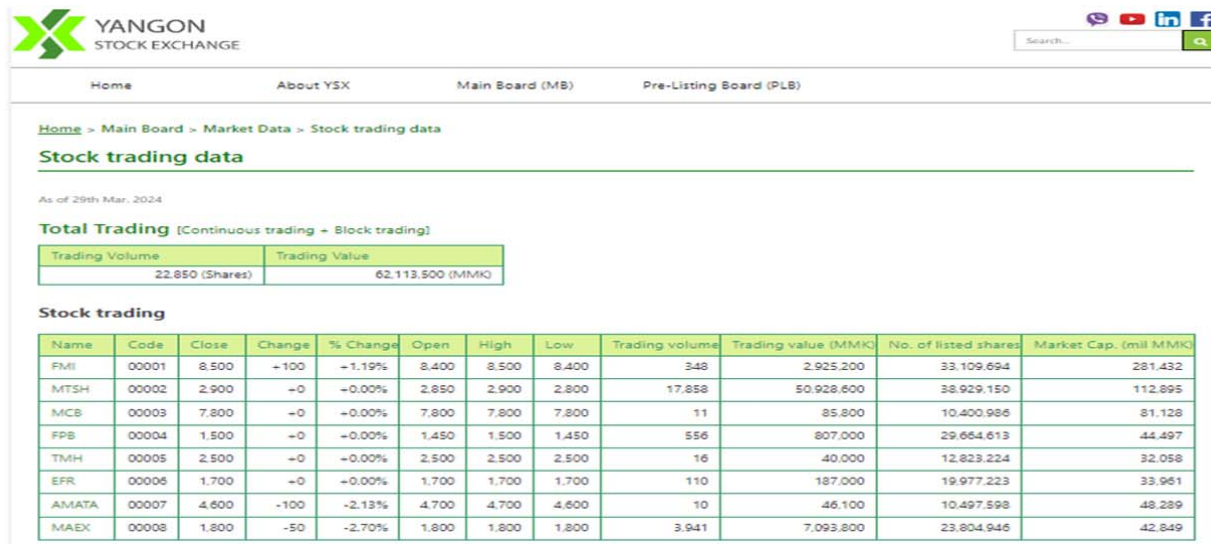 YANGON
STOCK EXCHANGE
Search...
Home About YSX Main Board (MB) Pre-Listing Board (PLB)
Home > Main Board > Market Data > Stock trading data
Stock trading data
As of 29th Mar, 2024
Total Trading [Continuous trading + Block trading]
Trading Volume Trading Value
22,850 (Shares) 62,113,500 (MMK)
Stock trading
Name Code Close Change % Change Open High Low Trading volume Trading value (MMK) No. of listed shares Market Cap. (mil MMK)
FMI 00001 8,500 +100 +1.19% 8,400 8,500 8,400 348 2,925,200 33,109,694 281,432
MTSH 00002 2,900 +0 +0.00% 2,850 2,900 2,800 17,858 50,928,600 38,929,150 112,895
MCB 00003 7,800 +0 +0.00% 7,800 7,800 7,800 11 85,800 10,400,986 81,128
FPB 00004 1,500 +0 +0.00% 1,450 1,500 1,450 556 807,000 29,664,613 44,497
TMH 00005 2,500 +0 +0.00% 2,500 2,500 2,500 16 40,000 12,823,224 32,058
EFR 00006 1,700 +0 +0.00% 1,700 1,700 1,700 110 187,000 19,977,223 33,961
AMATA 00007 4,600 -100 -2.13% 4,700 4,700 4,600 10 46,100 10,497,598 48,289
MAEX 00008 1,800 -50 -2.70% 1,800 1,800 1,800 3,941 7,093,800 23,804,946 42,849